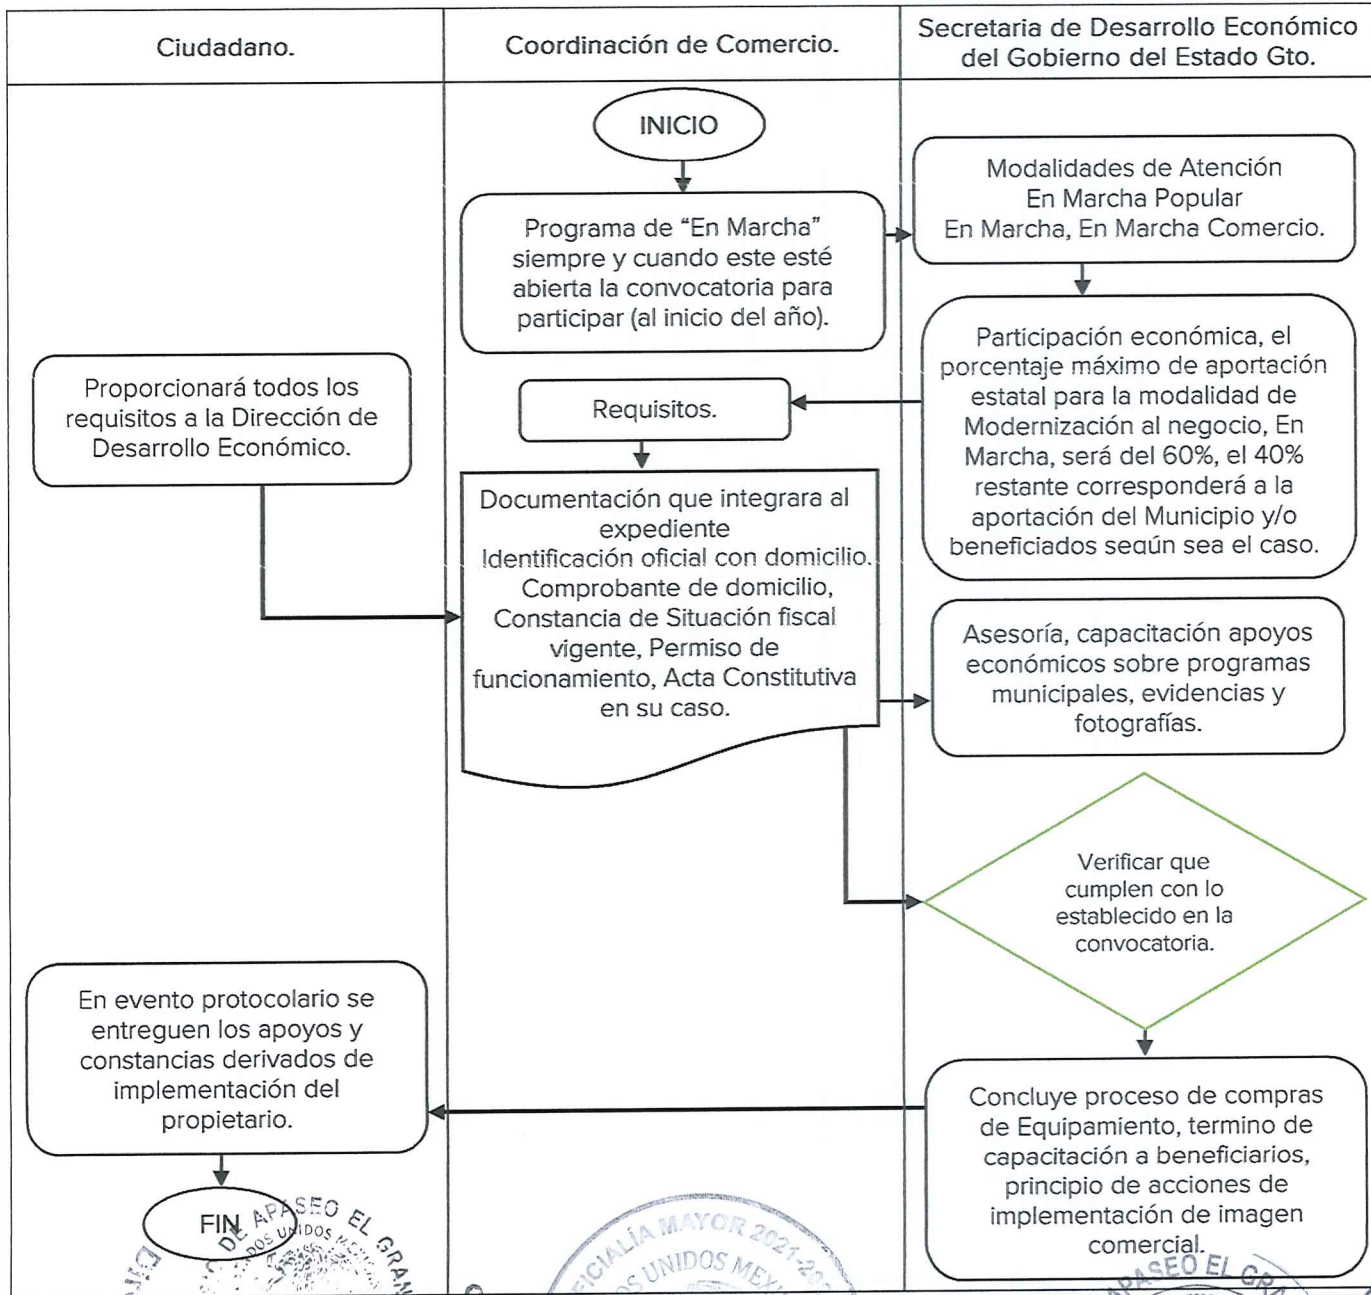 Ciudadano.
Coordinación de Comercio.
Secretaria de Desarrollo Económico
del Gobierno del Estado Gto.
INICIO
Programa de “En Marcha”
siempre y cuando este esté
abierta la convocatoria para
participar (al inicio del año).
Modalidades de Atención
En Marcha Popular
En Marcha, En Marcha Comercio.
Participación económica, el
porcentaje máximo de aportación
estatal para la modalidad de
Modernización al negocio, En
Marcha, será del 60%, el 40%
restante corresponderá a la
aportación del Municipio y/o
beneficiados según sea el caso.
Requisitos.
Proporcionará todos los
requisitos a la Dirección de
Desarrollo Económico.
Documentación que integrara al
expediente
Identificación oficial con domicilio.
Comprobante de domicilio,
Constancia de Situación fiscal
vigente, Permiso de
funcionamiento, Acta Constitutiva
en su caso.
Asesoría, capacitación apoyos
económicos sobre programas
municipales, evidencias y
fotografías.
Verificar que
cumplen con lo
establecido en la
convocatoria.
Concluye proceso de compras
de Equipamiento, termino de
capacitación a beneficiarios,
principio de acciones de
implementación de imagen
comercial.
En evento protocolario se
entreguen los apoyos y
constancias derivados de
implementación del
propietario.
FIN
DE APASEO EL GRAN
UNIDOS
MAYOR 2021-
UNIDOS
APASEO EL GRA